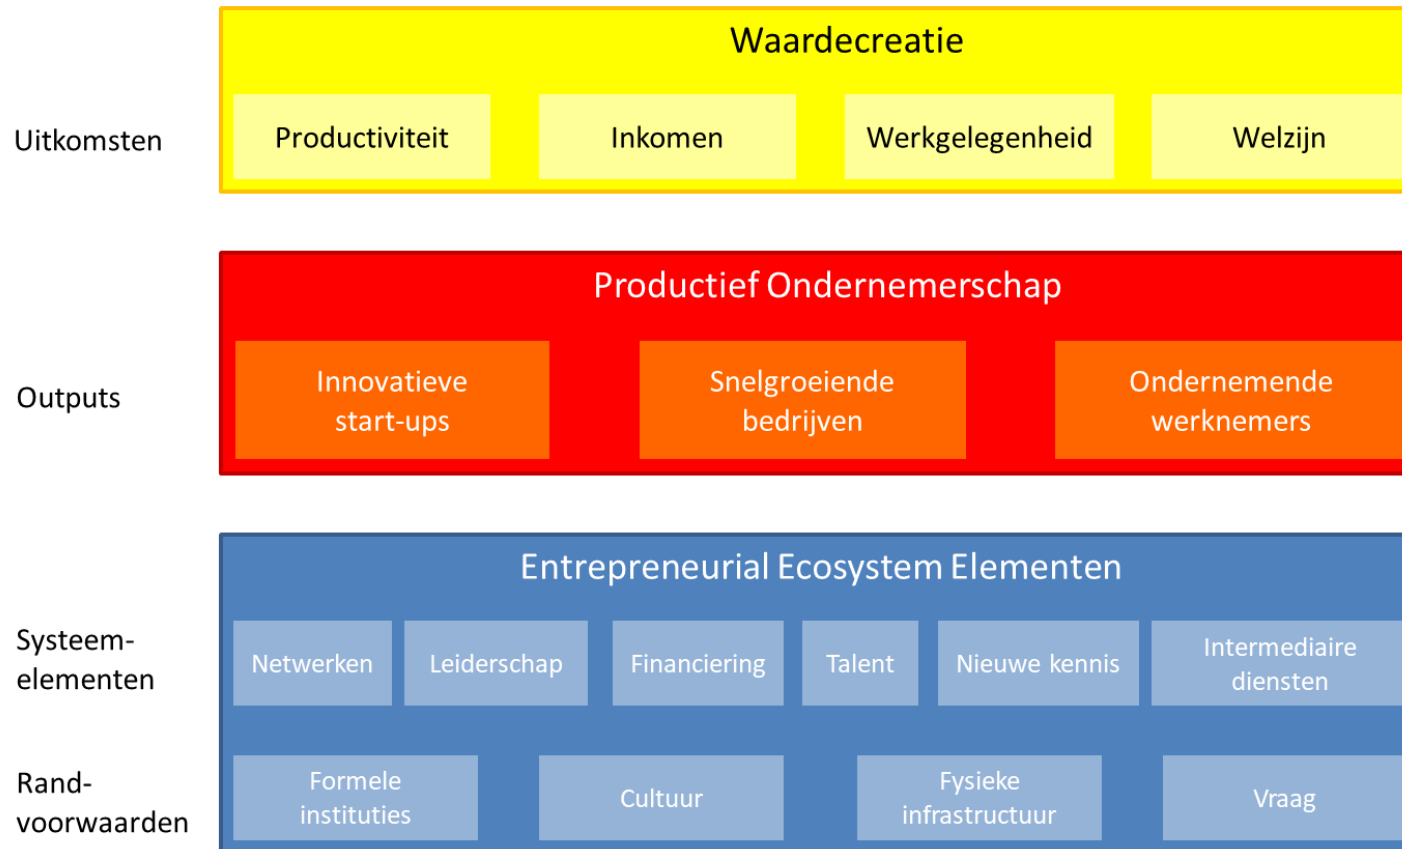 Waardecreatie
Uitkomsten
Productiviteit
Inkomen
Werkgelegenheid
Welzijn
Productief Ondernemerschap
Outputs
Innovatieve
start-ups
Snelgroeiende
bedrijven
Ondernemende
werknemers
Entrepreneurial Ecosystem Elementen
Systeem-
elementen
Netwerken
Leiderschap
Financiering
Talent
Nieuwe kennis
Intermediaire
diensten
Rand-
voorwaarden
Formele
instituties
Cultuur
Fysieke
infrastructuur
Vraag